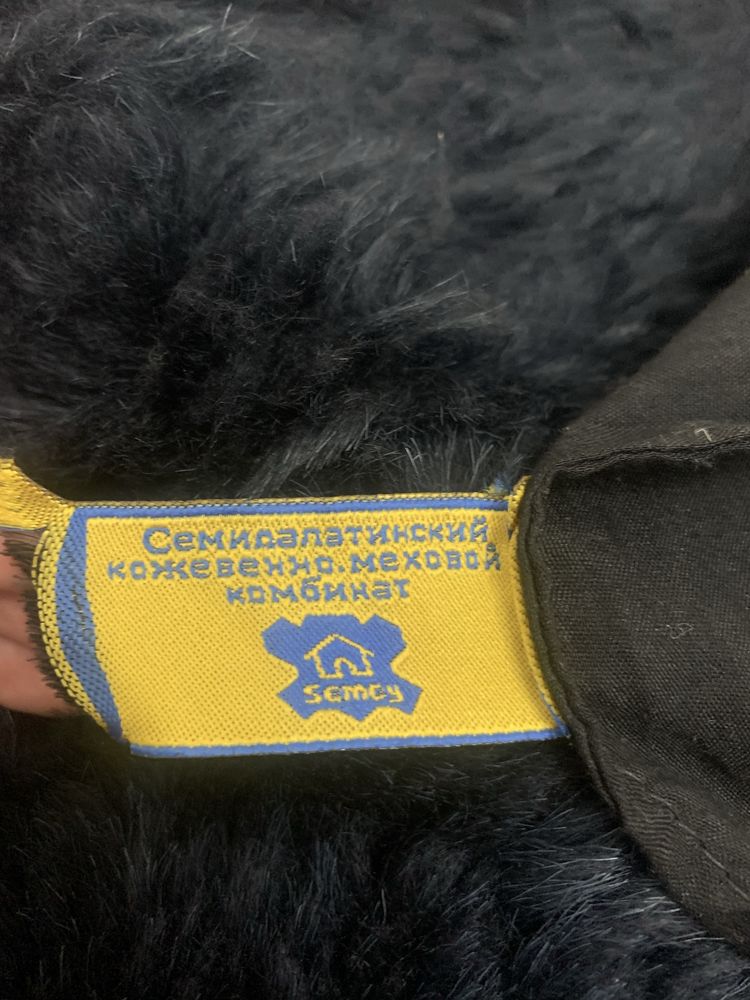 Семипалатинский
кожевенно.меховой
комбинат
Semey